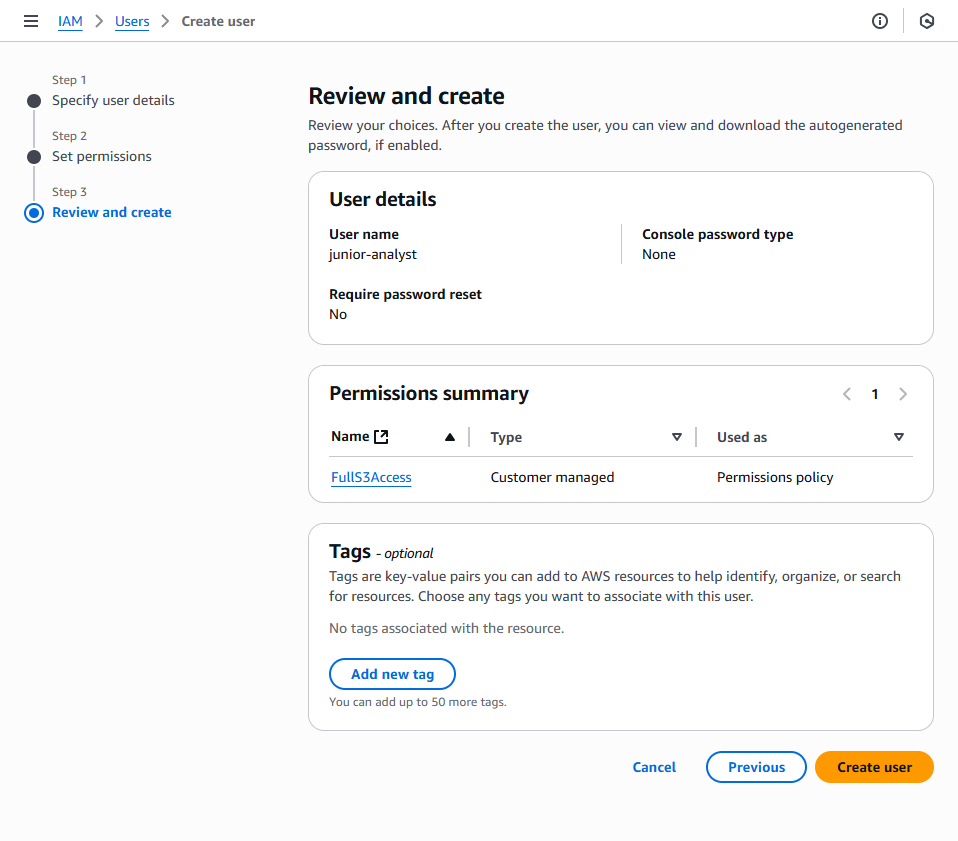 IAM > Users > Create user
Step 1
Specify user details
Step 2
Set permissions
Step 3
Review and create
Review and create
Review your choices. After you create the user, you can view and download the autogenerated
password, if enabled.
User details
User name
junior-analyst
Console password type
None
Require password reset
No
Permissions summary
1
Name Type Used as
FullS3Access Customer managed Permissions policy
Tags - optional
Tags are key-value pairs you can add to AWS resources to help identify, organize, or search
for resources. Choose any tags you want to associate with this user.
No tags associated with the resource.
Add new tag
You can add up to 50 more tags.
Cancel Previous Create user